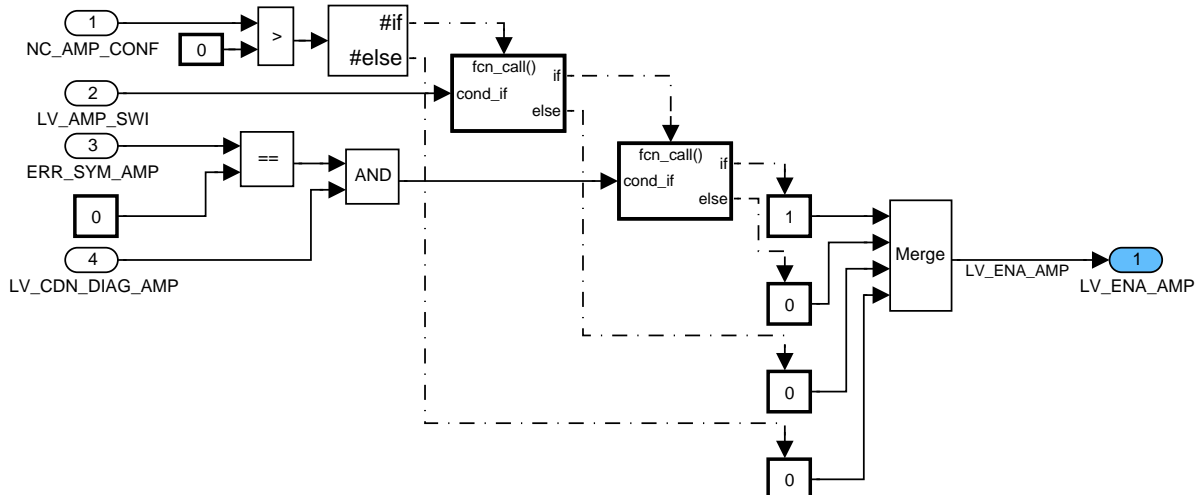 1
NC_AMP_CONF
0
>
#if
#else
fcn_call()
cond_if
if
else
2
LV_AMP_SWI
3
ERR_SYM_AMP
0
==
AND
4
LV_CDN_DIAG_AMP
fcn_call()
cond_if
if
else
1
0
0
0
Merge
LV_ENA_AMP
1
LV_ENA_AMP